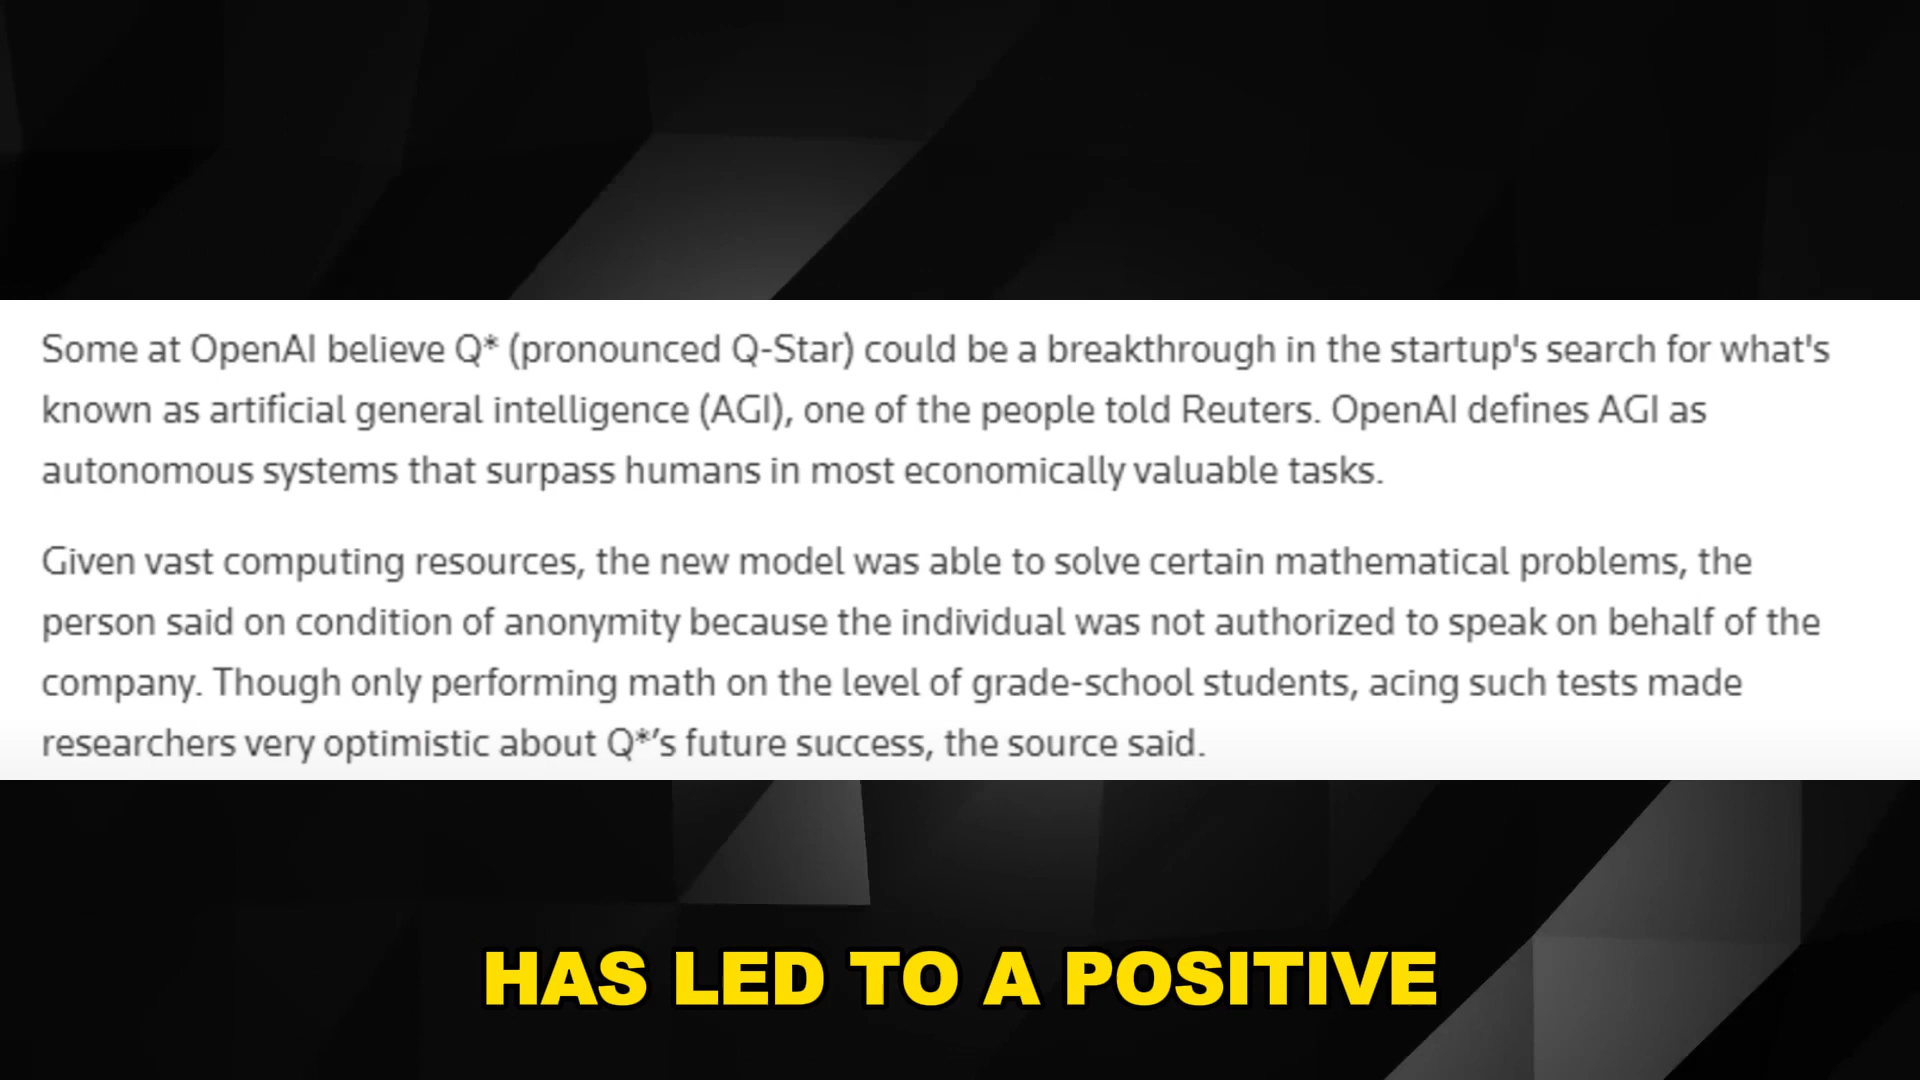 Some at OpenAI believe Q* (pronounced Q-Star) could be a breakthrough in the startup's search for what's
known as artificial general intelligence (AGI), one of the people told Reuters. OpenAI defines AGI as
autonomous systems that surpass humans in most economically valuable tasks.
Given vast computing resources, the new model was able to solve certain mathematical problems, the
person said on condition of anonymity because the individual was not authorized to speak on behalf of the
company. Though only performing math on the level of grade-school students, acing such tests made
researchers very optimistic about Q*’s future success, the source said.
HAS LED TO A POSITIVE